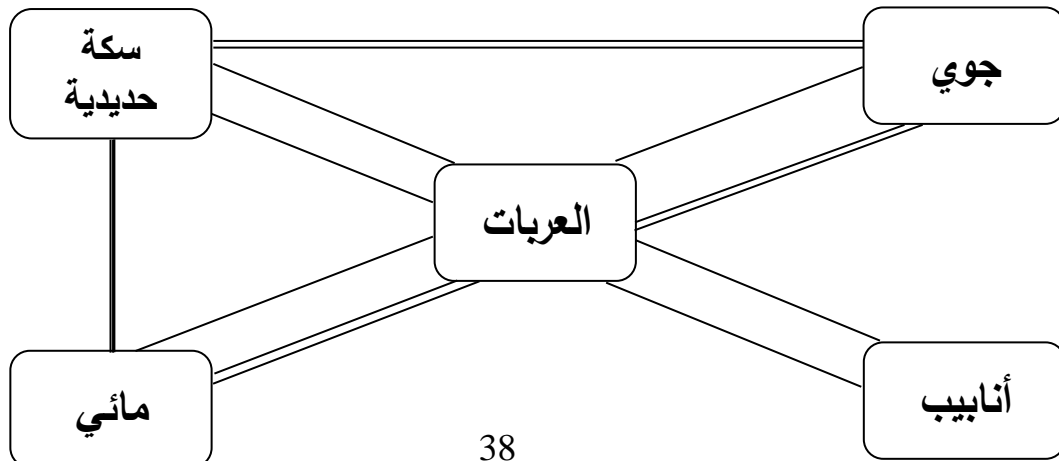 سكة
حديدية
جوي
العربات
مائي
أنابيب
38